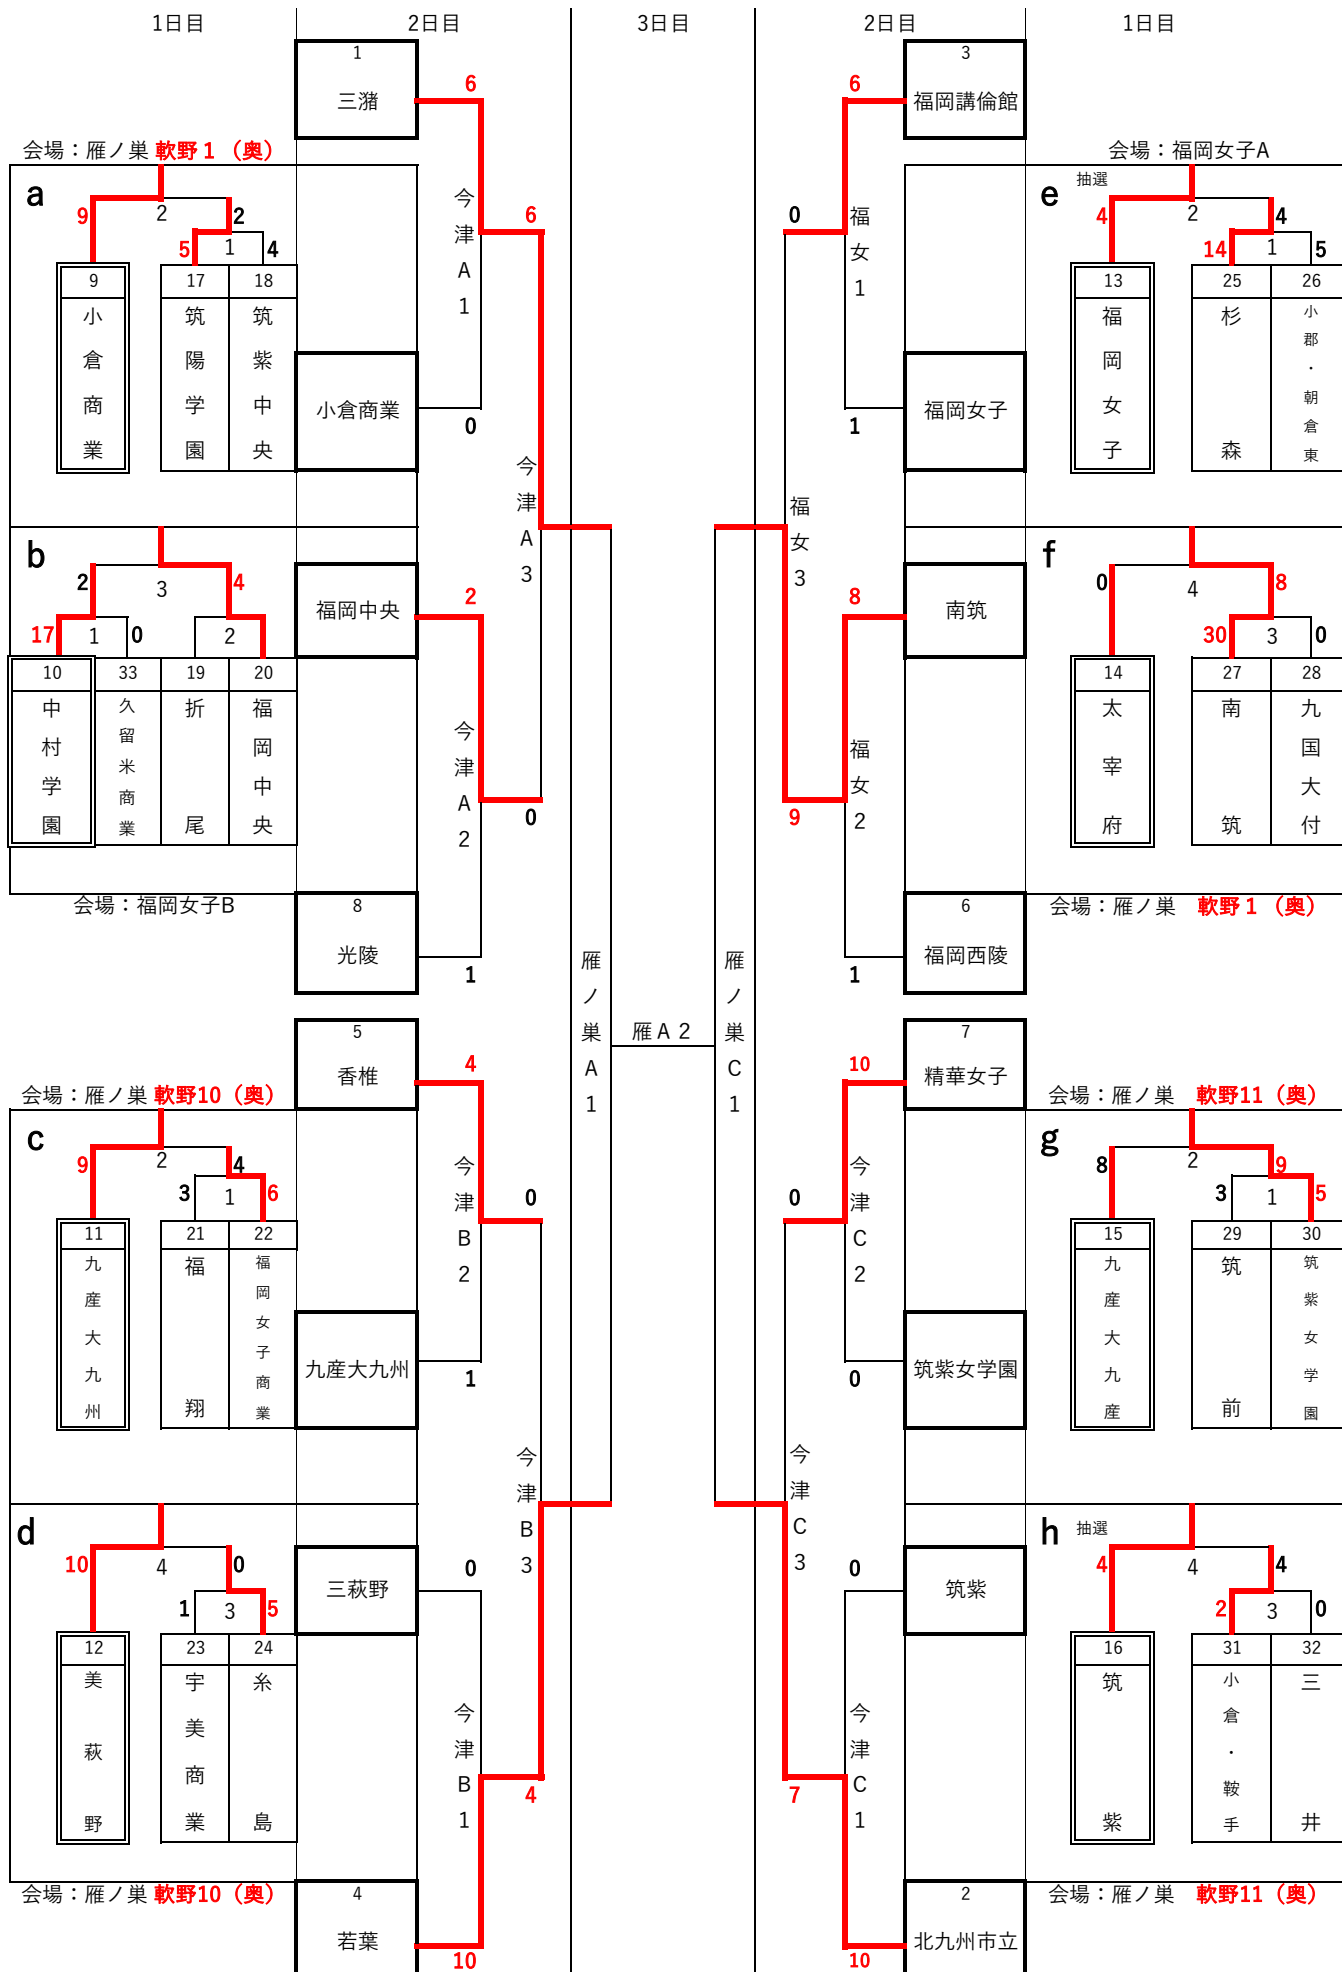 1日目
2日目
3日目
2日目
1日目
1
三潴
3
福岡講倫館
6
6
会場：雁ノ巣 軟野1（奥）
会場：福岡女子A
a
9
2
2
5
1
4
9
小倉商業
17
筑陽学園
18
筑紫中央
今津A1
6
小倉商業
0
0
福女1
福岡女子
1
e
抽選
4
2
4
14
1
5
13
福岡女子
25
杉森
26
小郡・朝倉東
今津A3
福女3
b
2
3
4
17
1
0
2
10
中村学園
33
久留米商業
19
折尾
20
福岡中央
福岡中央
2
今津A2
0
8
南筑
福女2
9
f
0
4
8
30
3
0
14
太宰府
27
南筑
28
九国大付
会場：福岡女子B
8
光陵
1
6
福岡西陵
1
会場：雁ノ巣 軟野1（奥）
雁ノ巣A1
雁A2
雁ノ巣C1
5
香椎
4
10
7
精華女子
会場：雁ノ巣 軟野10（奥）
会場：雁ノ巣 軟野11（奥）
c
9
2
4
3
1
6
11
九産大九州
21
福翔
22
福岡女子商業
今津B2
0
九産大九州
1
0
今津C2
筑紫女学園
0
g
8
2
9
3
1
5
15
九産大九産
29
筑前
30
筑紫女学園
今津B3
今津C3
d
10
4
0
1
3
5
12
美萩野
23
宇美商業
24
糸島
三萩野
0
今津B1
4
0
筑紫
今津C1
7
h
抽選
4
4
4
2
3
0
16
筑紫
31
小倉・鞍手
32
三井
会場：雁ノ巣 軟野10（奥）
4
若葉
10
2
北九州市立
10
会場：雁ノ巣 軟野11（奥）